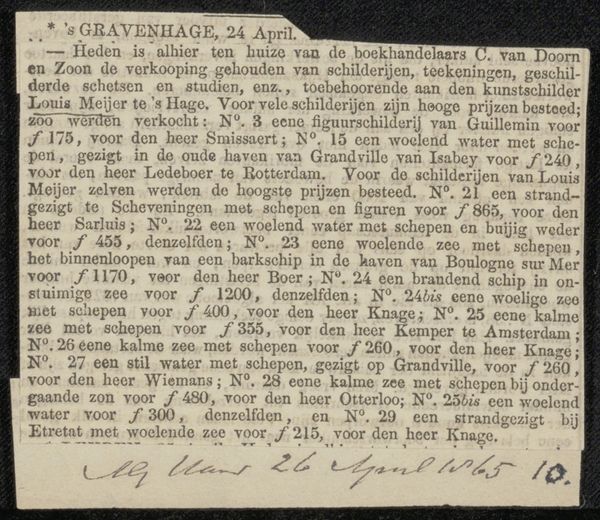 * 's GRAVENHAGE, 24 April.
— Heden is alhier ten huize van de boekhandelaars C. van Doorn
en Zoon de verkooping gehouden van schilderijen, teekeningen, geschil-
derde schetsen en studien, enz., toebehoorende aan den kunstschilder
Louis Meijer te 's Hage. Voor vele schilderijen zijn hooge prijzen besteed;
zoo werden verkocht: N°. 3 eene figuurschilderij van Guillemin voor
f 175, voor den heer Smissaert; N°. 15 een woelend water met sche-
pen, gezigt in de oude haven van Grandville van Isabey voor f 240,
voor den heer Ledeboer te Rotterdam. Voor de schilderijen van Louis
Meijer zelven werden de hoogste prijzen besteed. N°. 21 een strand-
gezigt te Scheveningen met schepen en figuren voor f 865, voor den
heer Sarluis; N°. 22 een woelend water met schepen en buijig weder
voor f 455, denzelfden; N°. 23 eene woelende zee met schepen,
het binnenloopen van een barkschip in de kaven van Boulogne sur Mer
voor f 1170, voor den heer Boer; N°. 24 een brandend schip in on-
stuimige zee voor f 1200, denzelfden; N°. 24bis eene woelige zee
met schepen voor f 400, voor den heer Knage; N°. 25 eene kalme
zee met schepen voor f 355, voor den heer Kemper te Amsterdam;
N°. 26 eene kalme zee met schepen voor f 260, voor den heer Knage;
N°. 27 een stil water met schepen, gezigt op Grandville, voor f 260,
voor den heer Wiemans; N°. 28 eene kalme zee met schepen bij onder-
gaande zon voor f 480, voor den heer Otterloo; N°. 25bis een woelend
water voor f 300, denzelfden, en N°. 29 een strandgezigt bij
Etretat met woelende zee voor f 215, voor den heer Knage.
26 April 1865 10.